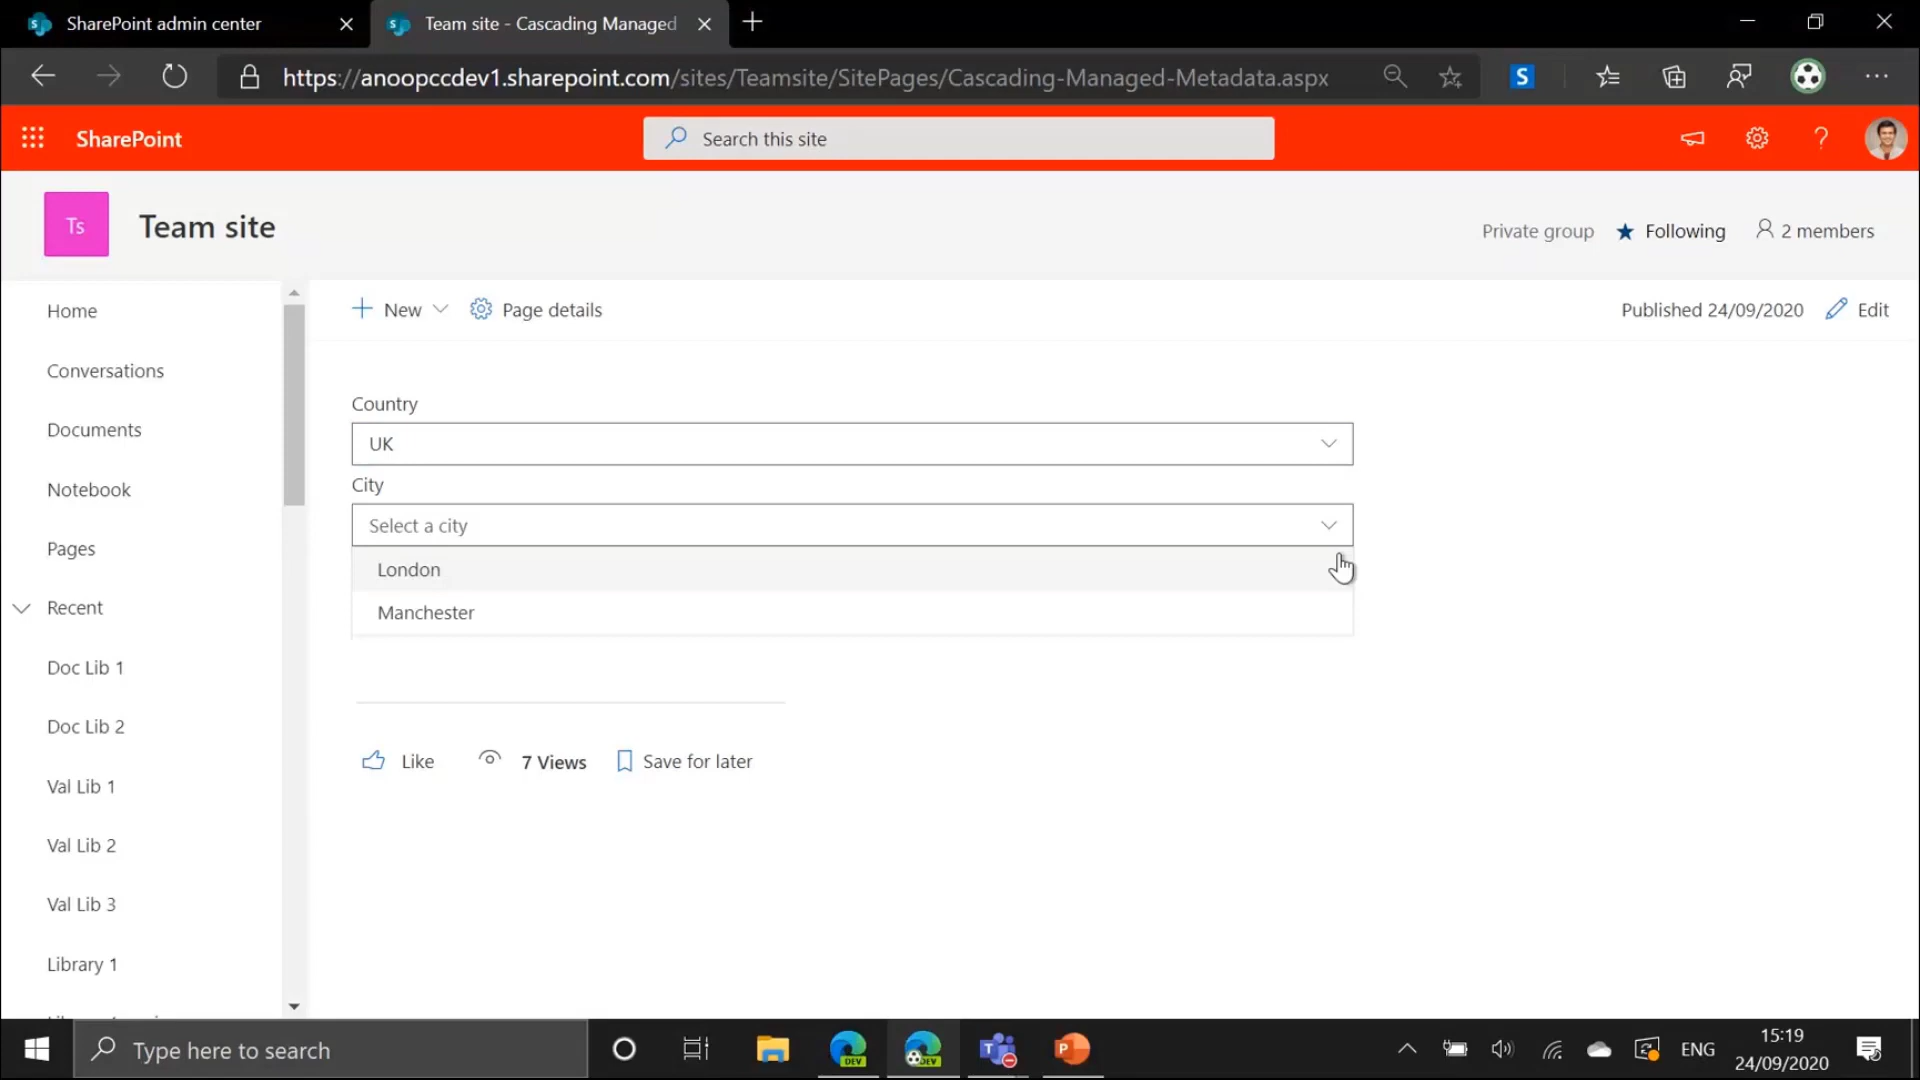 SharePoint admin center
Team site - Cascading Managed
https://anoopccdev1.sharepoint.com/sites/Teamsite/SitePages/Cascading-Managed-Metadata.aspx
S
SharePoint
Search this site
Ts
Team site
Private group
Following
2 members
Home
Conversations
Documents
Notebook
Pages
Recent
Doc Lib 1
Doc Lib 2
Val Lib 1
Val Lib 2
Val Lib 3
Library 1
New
Page details
Published 24/09/2020
Edit
Country
UK
City
Select a city
London
Manchester
Like
7 Views
Save for later
Type here to search
DEV
DEV
ENG
15:19
24/09/2020